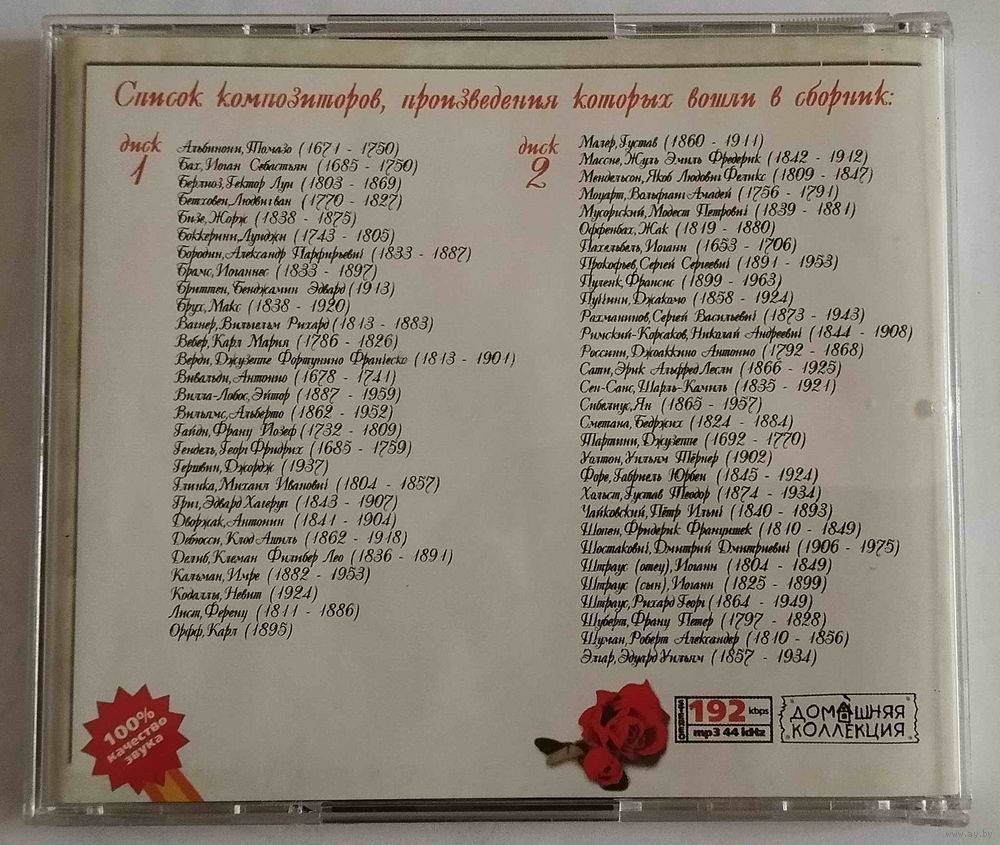 Список композиторов, произведения которых вошли в сборник:
диск 1
Альбинони, Томазо (1671 - 1750)
Бах, Иоган Себастьян (1685 - 1750)
Берлиоз, Гектор Луи (1803 - 1869)
Бетховен, Людвиг ван (1770 - 1827)
Бизе, Жорж (1838 - 1875)
Боккерини, Луиджи (1743 - 1805)
Бородин, Александр Парфирьевич (1833 - 1887)
Брамс, Иоганнес (1833 - 1897)
Бриттен, Бенджамин Эдвард (1913)
Брух, Макс (1838 - 1920)
Вагнер, Вильгельм Рихард (1813 - 1883)
Вебер, Карл Мария (1786 - 1826)
Верди, Джузеппе Фортунино Франческо (1813 - 1901)
Вивальди, Антонио (1678 - 1741)
Вилла-Лобос, Эйтор (1887 - 1959)
Вильямс, Альберто (1862 - 1952)
Гайдн, Франц Йозеф (1732 - 1809)
Гендель, Георг Фридрих (1685 - 1759)
Гершвин, Джордж (1937)
Глинка, Михаил Иванович (1804 - 1857)
Григ, Эдвард Хагеруп (1843 - 1907)
Дворжак, Антонин (1841 - 1904)
Дебюсси, Клод Ашиль (1862 - 1918)
Делиб, Клеман Филибер Лео (1836 - 1891)
Кальман, Имре (1882 - 1953)
Кодаллы, Невит (1924)
Лист, Ференц (1811 - 1886)
Орфф, Карл (1895)
диск 2
Малер, Густав (1860 - 1911)
Массне, Жуль Эмиль Фредерик (1842 - 1912)
Мендельсон, Якоб Людовиг Феликс (1809 - 1847)
Моцарт, Вольфганг Амадей (1756 - 1791)
Мусоргский, Модест Петрович (1839 - 1881)
Оффенбах, Жак (1819 - 1880)
Пахельбель, Иоганн (1653 - 1706)
Прокофьев, Сергей Сергеевич (1891 - 1953)
Пуленк, Франсис (1899 - 1963)
Пуччини, Джакомо (1858 - 1924)
Рахманинов, Сергей Васильевич (1873 - 1943)
Римский-Корсаков, Николай Андреевич (1844 - 1908)
Россини, Джоаккино Антонио (1792 - 1868)
Сати, Эрик Альфред Лесли (1866 - 1925)
Сен-Санс, Шарль-Камиль (1835 - 1921)
Сибелиус, Ян (1865 - 1957)
Сметана, Бедржих (1824 - 1884)
Тартини, Джузеппе (1692 - 1770)
Уолтон, Уильям Тёрнер (1902)
Форе, Габриель Юрбен (1845 - 1924)
Хольст, Густав Теодор (1874 - 1934)
Чайковский, Пётр Ильич (1840 - 1893)
Шопен, Фридерик Францишек (1810 - 1849)
Шостакович, Дмитрий Дмитриевич (1906 - 1975)
Штраус (отец), Иоганн (1804 - 1849)
Штраус (сын), Иоганн (1825 - 1899)
Штраус, Рихард Георг (1864 - 1949)
Шуберт, Франц Петер (1797 - 1828)
Шуман, Роберт Александер (1810 - 1856)
Элгар, Эдуард Уильям (1857 - 1934)
100%
качество
звука
STEREO
192 kbps
mp3 44 kHz
ДОМАШНЯЯ
КОЛЛЕКЦИЯ
www.ay.by